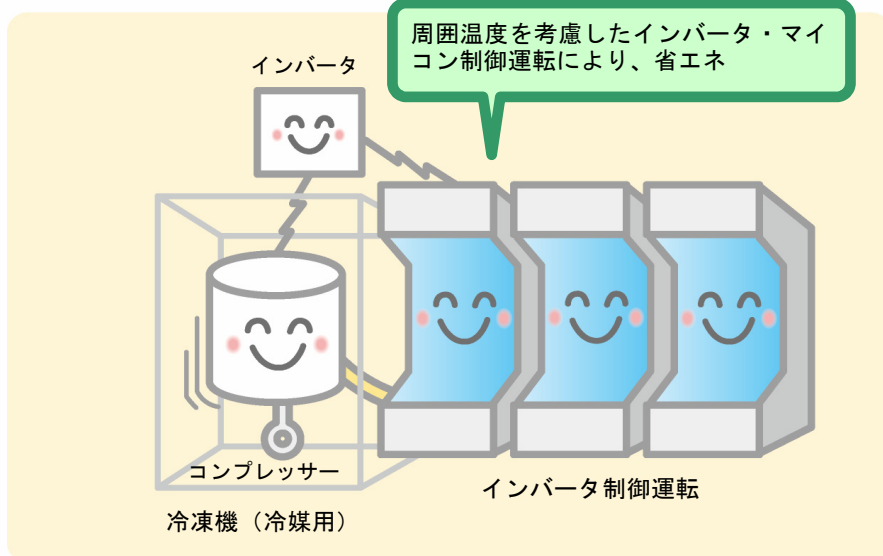 周囲温度を考慮したインバータ・マイ
コン制御運転により、省エネ
インバータ
コンプレッサー
インバータ制御運転
冷凍機（冷媒用）